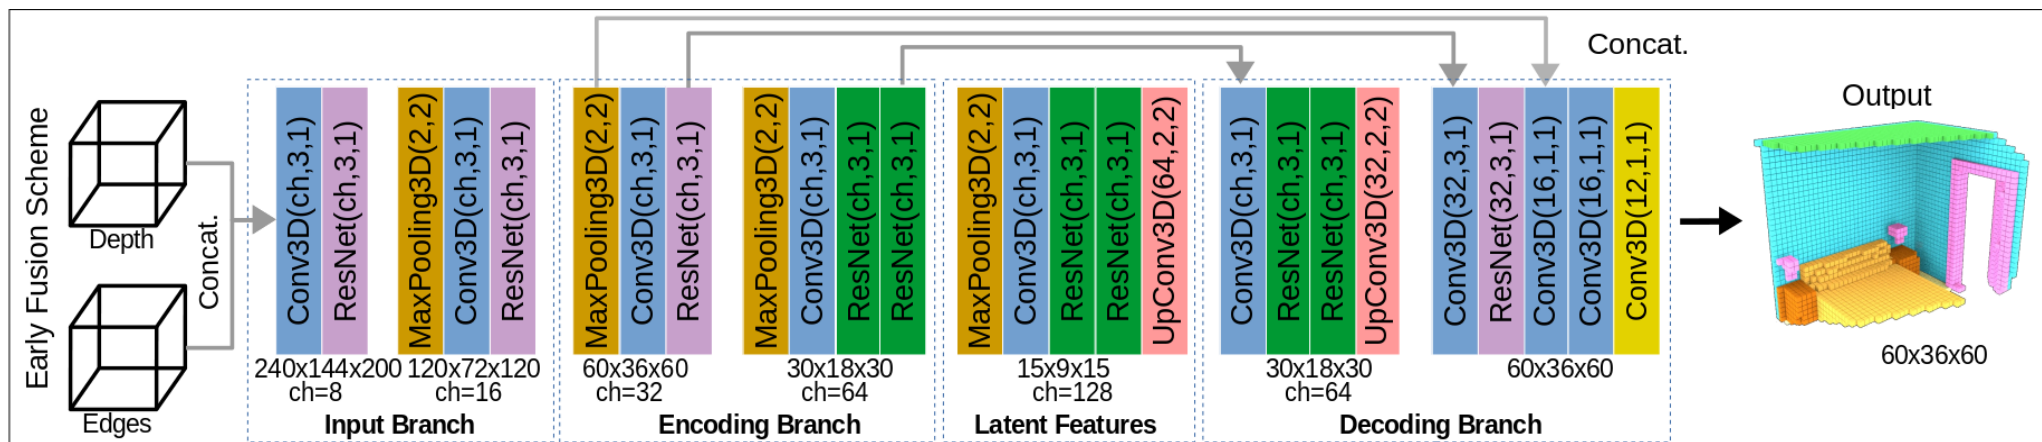 Early Fusion Scheme
Depth
Edges
Concat.
Conv3D(ch,3,1)
ResNet(ch,3,1)
240x144x200
ch=8
MaxPooling3D(2,2)
Conv3D(ch,3,1)
ResNet(ch,3,1)
120x72x120
ch=16
Input Branch
MaxPooling3D(2,2)
Conv3D(ch,3,1)
ResNet(ch,3,1)
60x36x60
ch=32
MaxPooling3D(2,2)
Conv3D(ch,3,1)
ResNet(ch,3,1)
ResNet(ch,3,1)
30x18x30
ch=64
Encoding Branch
MaxPooling3D(2,2)
Conv3D(ch,3,1)
ResNet(ch,3,1)
ResNet(ch,3,1)
UpConv3D(64,2,2)
15x9x15
ch=128
Latent Features
Conv3D(ch,3,1)
ResNet(ch,3,1)
ResNet(ch,3,1)
UpConv3D(32,2,2)
30x18x30
ch=64
Conv3D(32,3,1)
ResNet(32,3,1)
Conv3D(16,1,1)
Conv3D(16,1,1)
Conv3D(12,1,1)
60x36x60
Decoding Branch
Concat.
Output
60x36x60